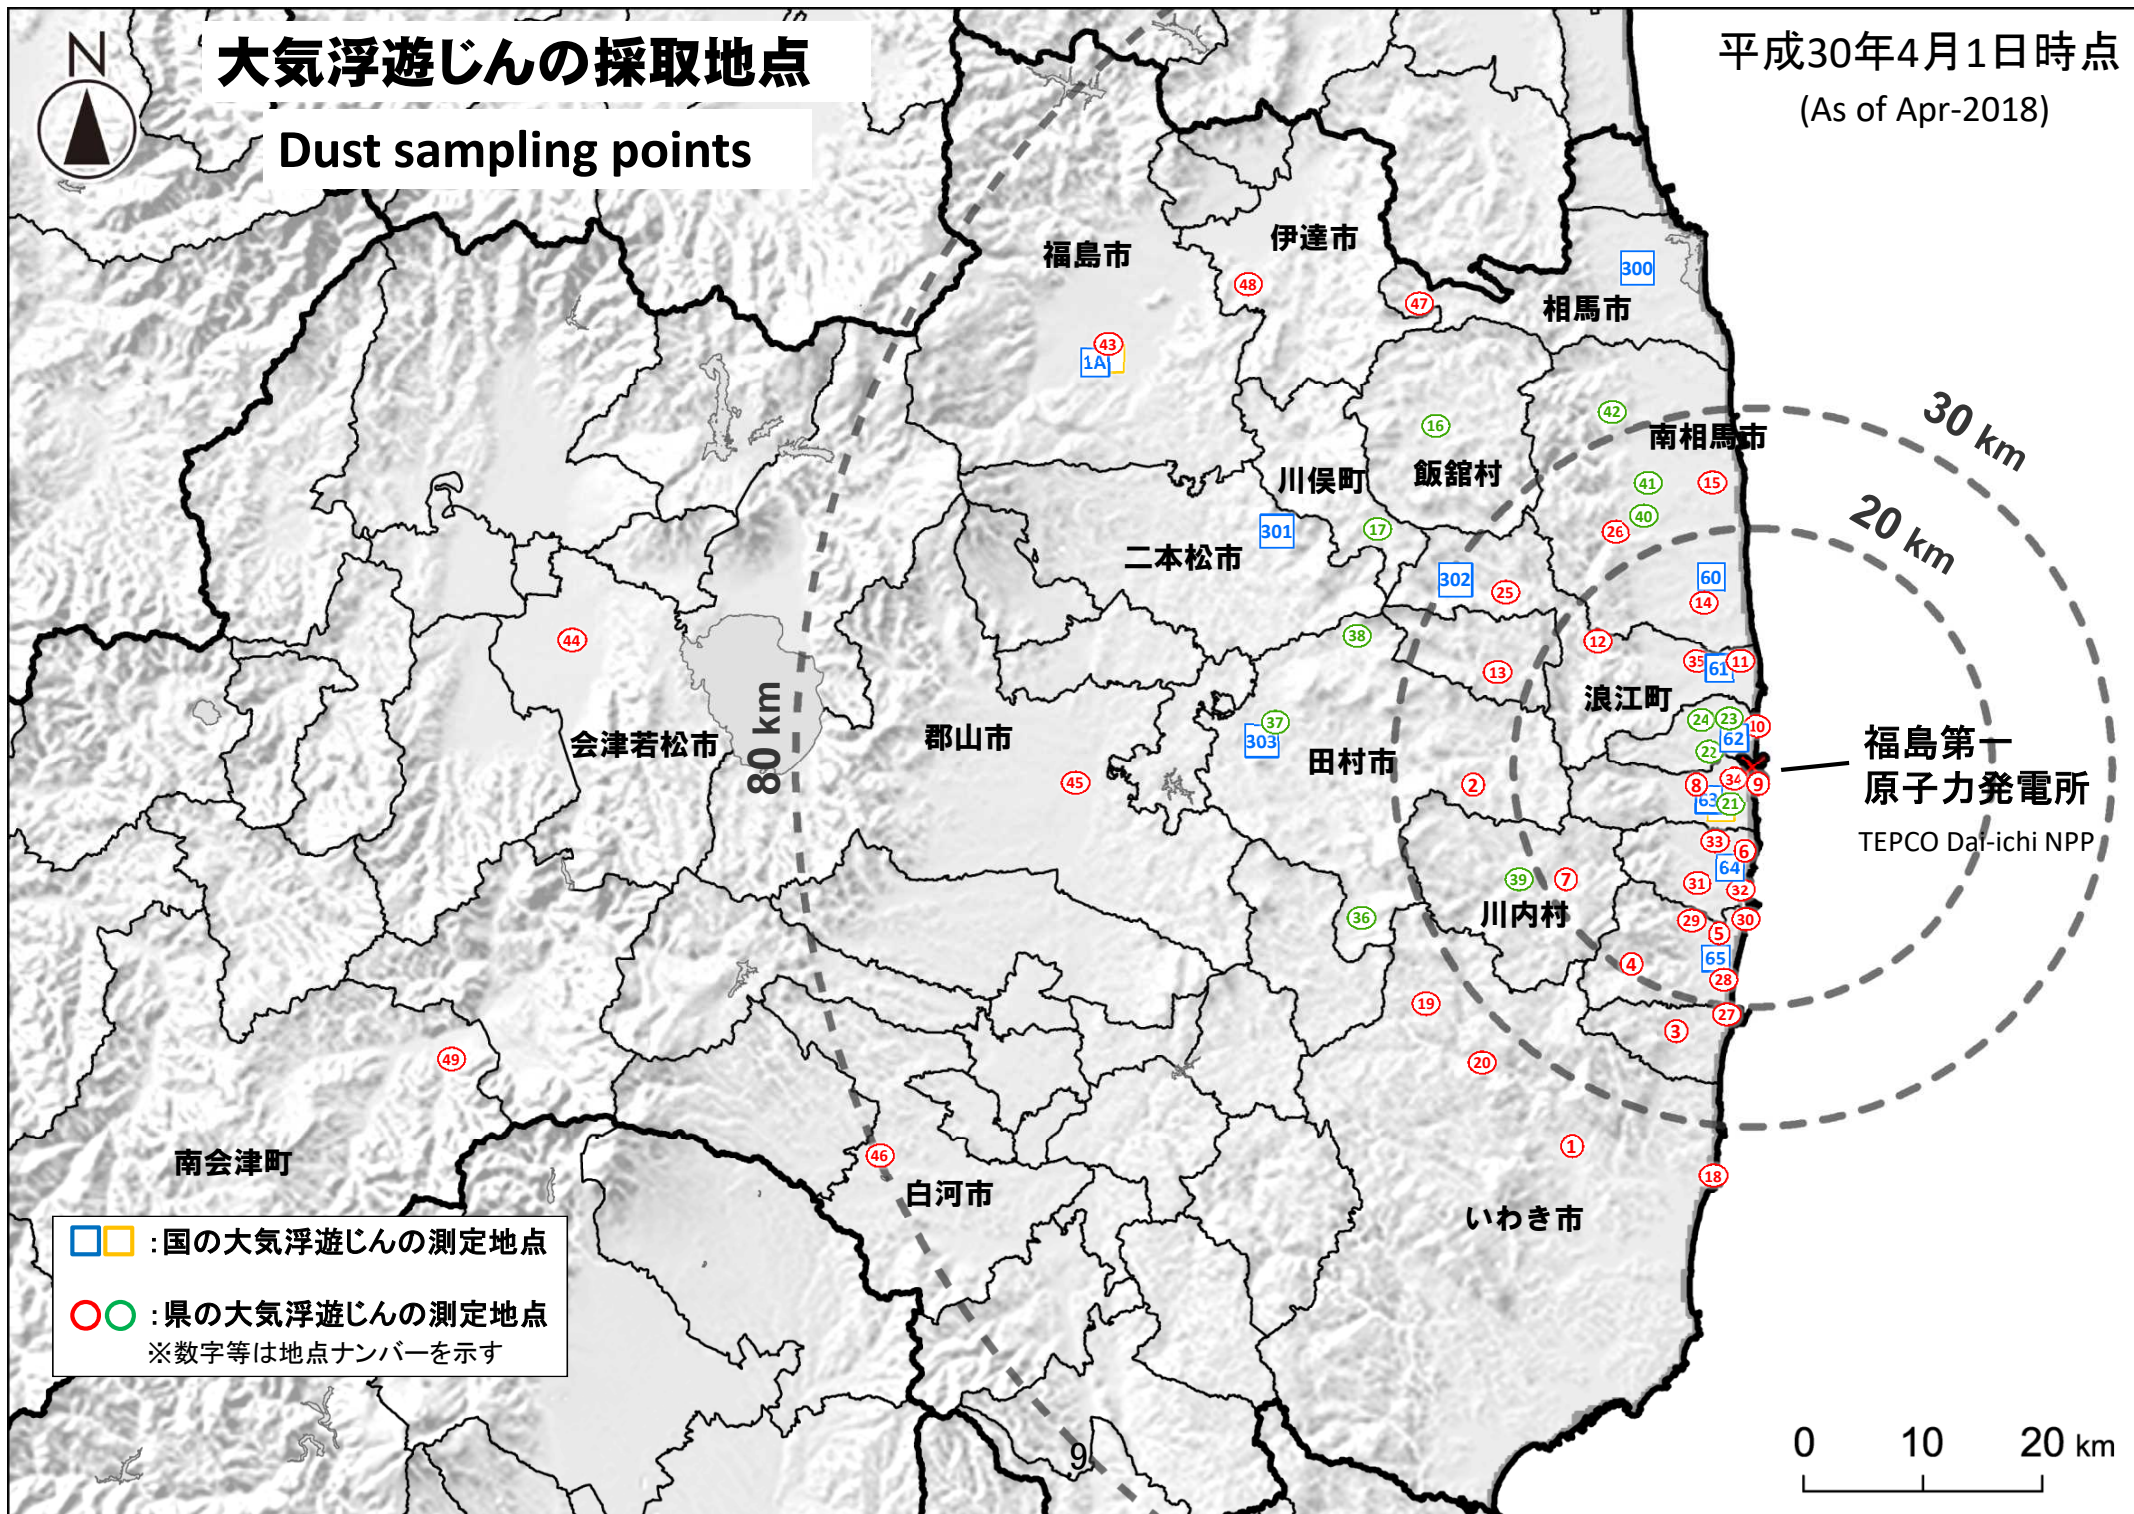 N
大気浮遊じんの採取地点
Dust sampling points
平成30年4月1日時点
(As of Apr-2018)
福島市
伊達市
300
48
47
相馬市
43
1A
42
30 km
16
南相馬市
川俣町
飯舘村
41
15
20 km
40
301
17
26
二本松市
302
25
60
14
44
38
12
35
61
11
13
80 km
浪江町
会津若松市
郡山市
37
303
24
23
10
62
22
田村市
福島第一
原子力発電所
TEPCO Dai-ichi NPP
45
2
8
34
9
63
21
33
6
64
39
7
31
32
川内村
36
29
30
5
65
4
28
19
27
3
49
20
1
46
南会津町
18
白河市
いわき市
:国の大気浮遊じんの測定地点
:県の大気浮遊じんの測定地点
※数字等は地点ナンバーを示す
9
0 10 20 km